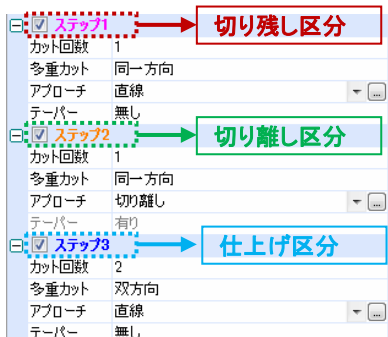 ステップ1
切り残し区分
カット回数 1
多重カット 同一方向
アプローチ 直線
テーパー 無し
ステップ2
切り離し区分
カット回数 1
多重カット 同一方向
アプローチ 切り離し
テーパー 有り
ステップ3
仕上げ区分
カット回数 2
多重カット 双方向
アプローチ 直線
テーパー 無し